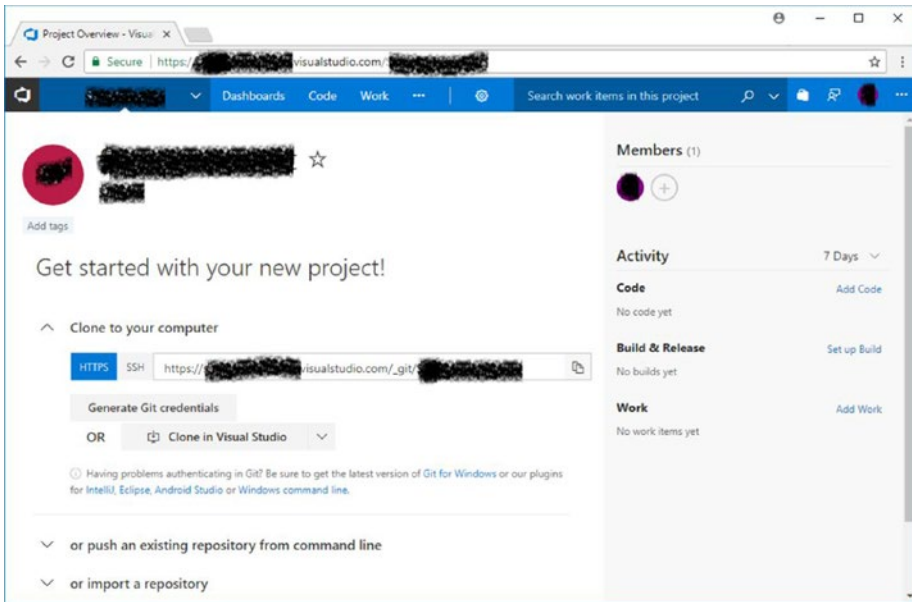 Project Overview - Visual
Secure | https:// visualstudio.com/
Dashboards Code Work ··· Search work items in this project
Add tags
Get started with your new project!
Clone to your computer
HTTPS SSH https:// visualstudio.com/_git/
Generate Git credentials
OR Clone in Visual Studio
Having problems authenticating in Git? Be sure to get the latest version of Git for Windows or our plugins
for IntelliJ, Eclipse, Android Studio or Windows command line.
or push an existing repository from command line
or import a repository
Members (1)
Activity 7 Days
Code Add Code
No code yet
Build & Release Set up Build
No builds yet
Work Add Work
No work items yet